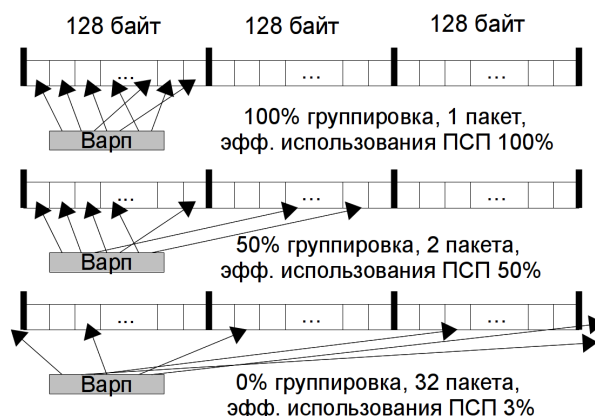 128 байт 128 байт 128 байт
... ... ...
100% группировка, 1 пакет,
Варп
эфф. использования ПСП 100%
... ... ...
50% группировка, 2 пакета,
Варп
эфф. использования ПСП 50%
... ... ...
Варп
0% группировка, 32 пакета,
эфф. использования ПСП 3%